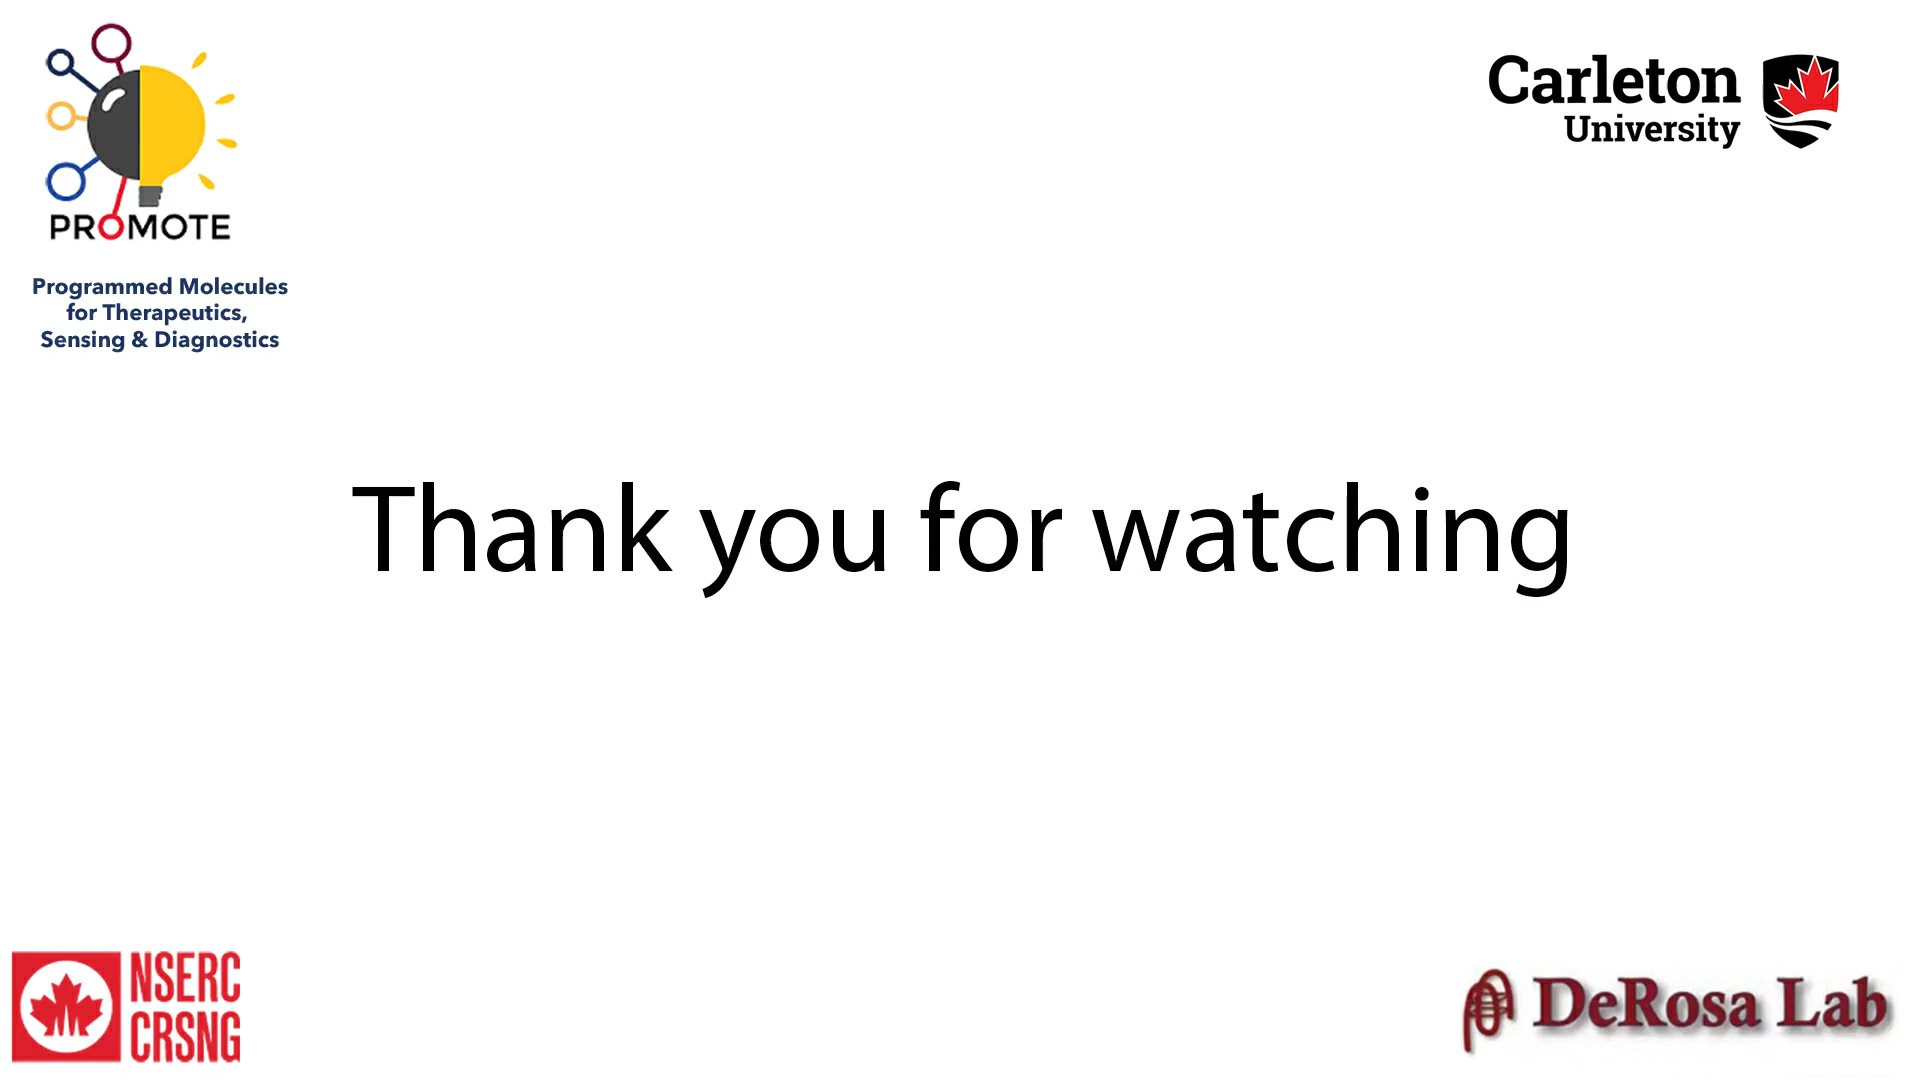 PROMOTE
Programmed Molecules
for Therapeutics,
Sensing & Diagnostics
Carleton
University
Thank you for watching
NSERC
CRSNG
DeRosa Lab